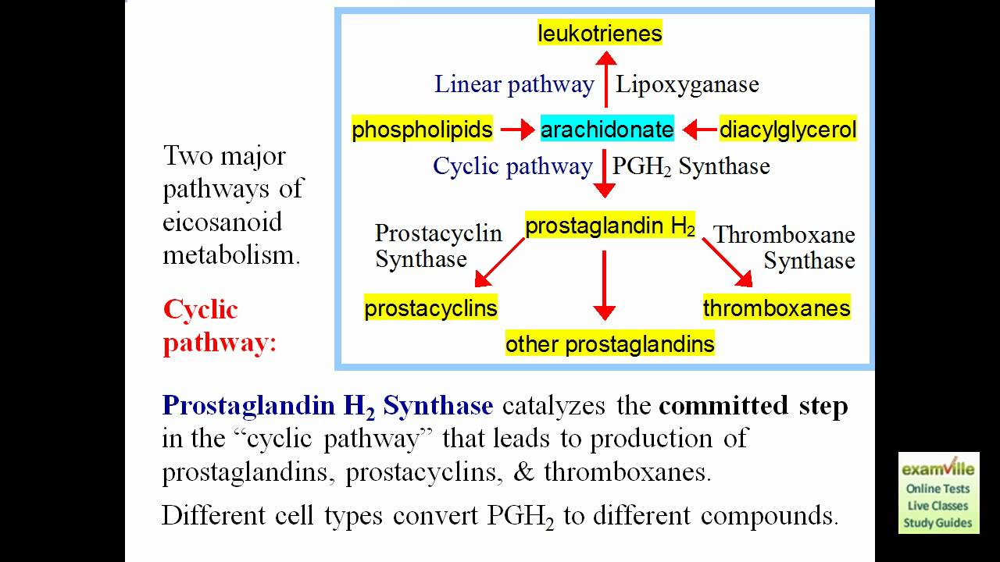 leukotrienes
Linear pathway Lipoxyganase
phospholipids arachidonate diacylglycerol
Cyclic pathway PGH₂ Synthase
prostaglandin H₂
Prostacyclin
Synthase
Thromboxane
Synthase
prostacyclins
thromboxanes
other prostaglandins
Two major
pathways of
eicosanoid
metabolism.
Cyclic
pathway:
Prostaglandin H₂ Synthase catalyzes the committed step
in the “cyclic pathway” that leads to production of
prostaglandins, prostacyclins, & thromboxanes.
Different cell types convert PGH₂ to different compounds.
examville
Online Tests
Live Classes
Study Guides